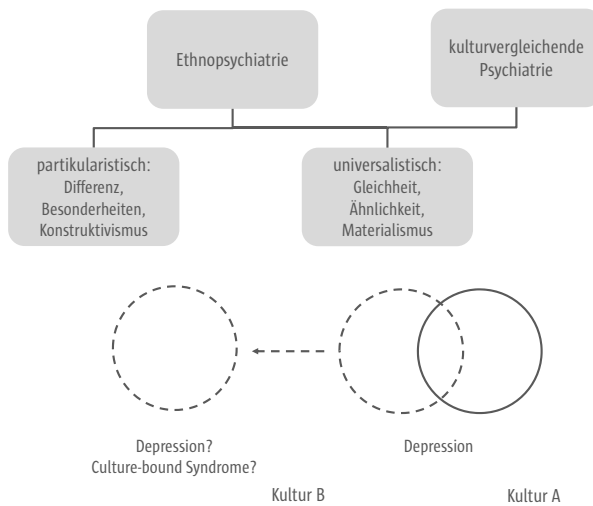 Ethnopsychiatrie
kulturvergleichende
Psychiatrie
partikularistisch:
Differenz,
Besonderheiten,
Konstruktivismus
universalistisch:
Gleichheit,
Ähnlichkeit,
Materialismus
Depression?
Culture-bound Syndrome?
Depression
Kultur B
Kultur A